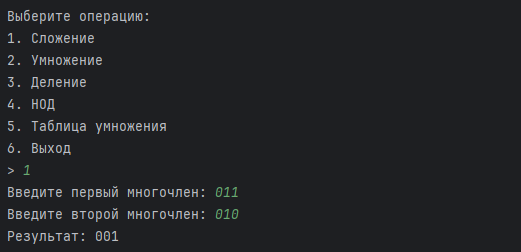 Выберите операцию:
1. Сложение
2. Умножение
3. Деление
4. НОД
5. Таблица умножения
6. Выход
> 1
Введите первый многочлен: 011
Введите второй многочлен: 010
Результат: 001